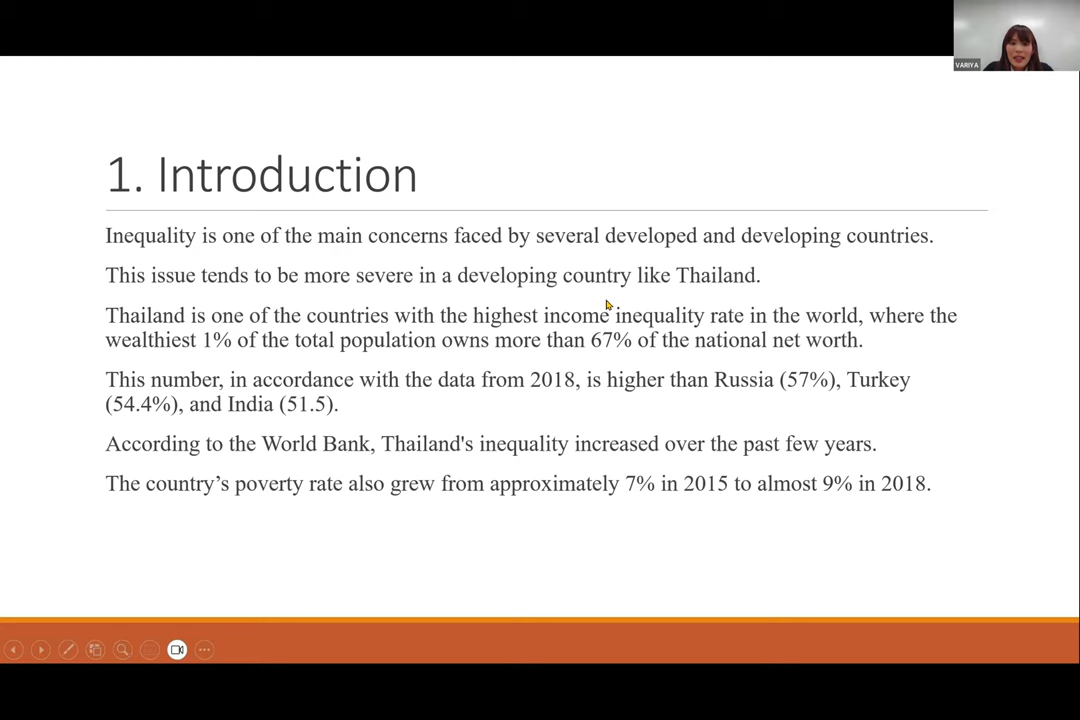 VARIYA
1. Introduction
Inequality is one of the main concerns faced by several developed and developing countries.
This issue tends to be more severe in a developing country like Thailand.
Thailand is one of the countries with the highest income inequality rate in the world, where the
wealthiest 1% of the total population owns more than 67% of the national net worth.
This number, in accordance with the data from 2018, is higher than Russia (57%), Turkey
(54.4%), and India (51.5).
According to the World Bank, Thailand's inequality increased over the past few years.
The country’s poverty rate also grew from approximately 7% in 2015 to almost 9% in 2018.